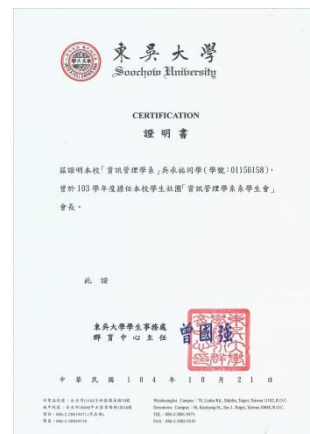 東吳大學
Soochow University
CERTIFICATION
證明書
茲證明本校「資訊管理學系」吳承祐同學(學號:01156158)。
曾於 103 學年度擔任本校學生社團「資訊管理學系系學生會」
會長。
此 證
東吳大學學生事務處
群育中心主任
曾國強
中華民國 104 年 10 月 21 日